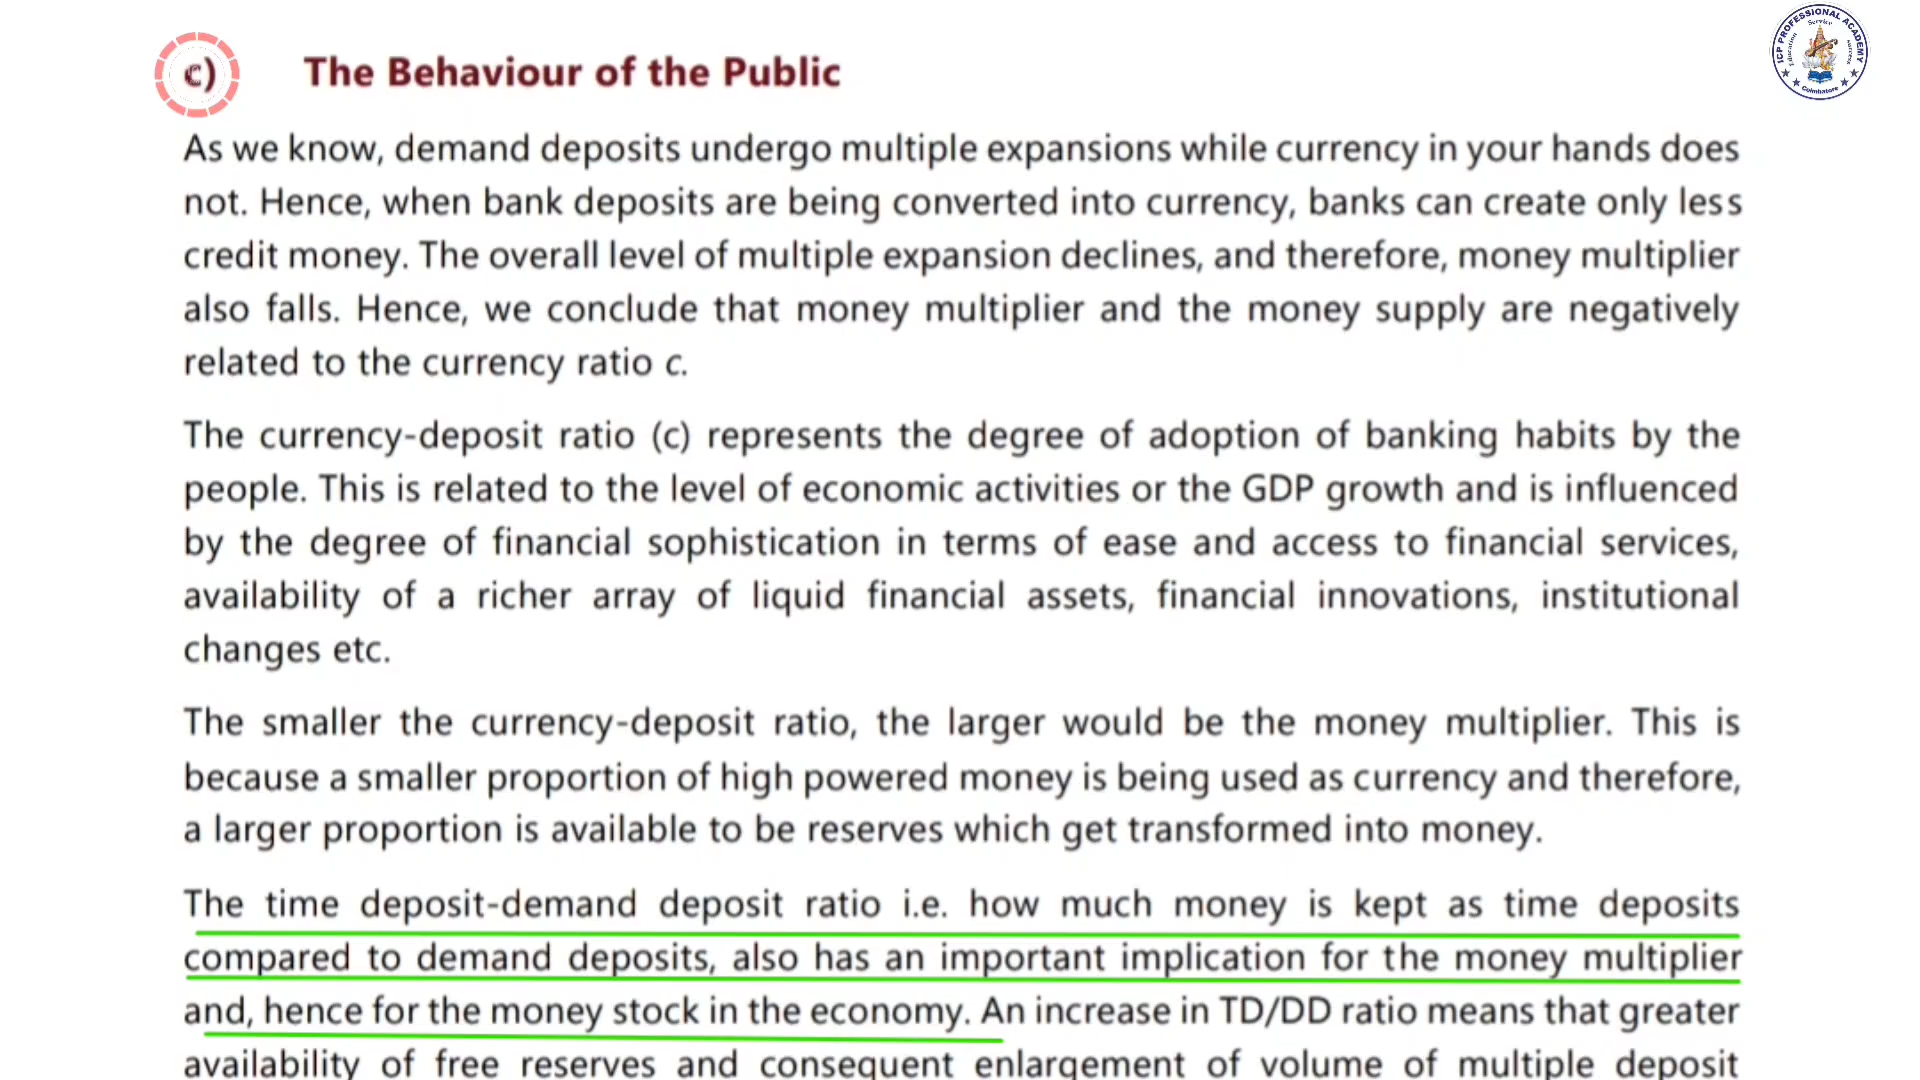 c) The Behaviour of the Public
As we know, demand deposits undergo multiple expansions while currency in your hands does
not. Hence, when bank deposits are being converted into currency, banks can create only less
credit money. The overall level of multiple expansion declines, and therefore, money multiplier
also falls. Hence, we conclude that money multiplier and the money supply are negatively
related to the currency ratio c.
The currency-deposit ratio (c) represents the degree of adoption of banking habits by the
people. This is related to the level of economic activities or the GDP growth and is influenced
by the degree of financial sophistication in terms of ease and access to financial services,
availability of a richer array of liquid financial assets, financial innovations, institutional
changes etc.
The smaller the currency-deposit ratio, the larger would be the money multiplier. This is
because a smaller proportion of high powered money is being used as currency and therefore,
a larger proportion is available to be reserves which get transformed into money.
The time deposit-demand deposit ratio i.e. how much money is kept as time deposits
compared to demand deposits, also has an important implication for the money multiplier
and, hence for the money stock in the economy. An increase in TD/DD ratio means that greater
availability of free reserves and consequent enlargement of volume of multiple deposit
ICP PROFESSIONAL ACADEMY
Service
Education
Success
Coimbatore